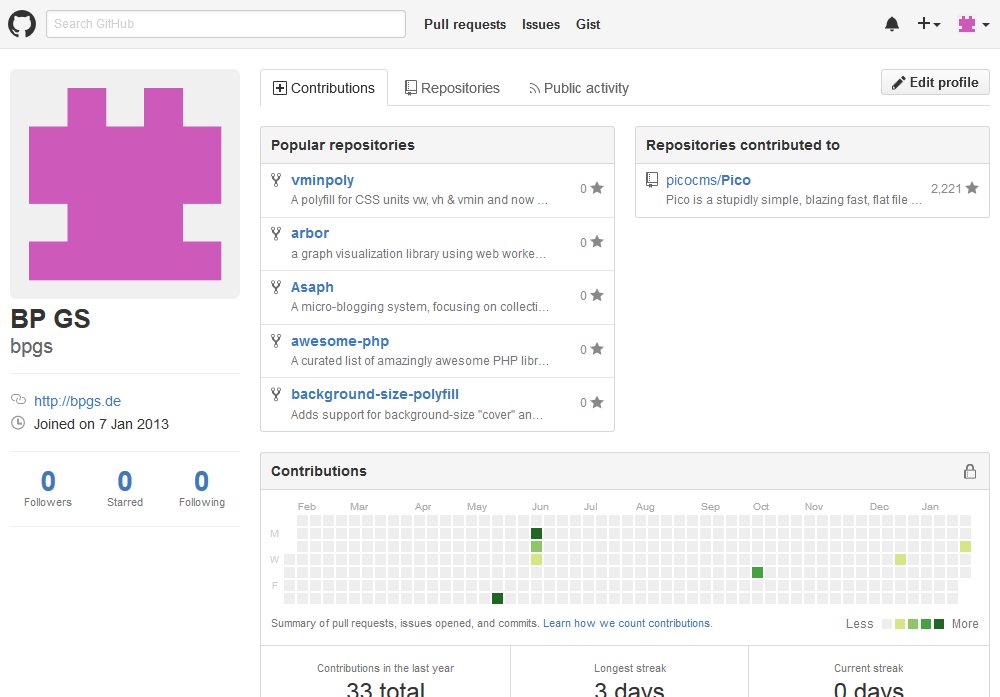 Search GitHub
Pull requests Issues Gist
Contributions Repositories Public activity
Edit profile
BP GS
bpgs
http://bpgs.de
Joined on 7 Jan 2013
0 0 0
Followers Starred Following
Popular repositories
vminpoly
0
A polyfill for CSS units vw, vh & vmin and now ...
arbor
0
a graph visualization library using web worke...
Asaph
0
A micro-blogging system, focusing on collecti...
awesome-php
0
A curated list of amazingly awesome PHP libr...
background-size-polyfill
0
Adds support for background-size "cover" an...
Repositories contributed to
picocms/Pico
2,221
Pico is a stupidly simple, blazing fast, flat file ...
Contributions
Feb Mar Apr May Jun Jul Aug Sep Oct Nov Dec Jan
M
W
F
Summary of pull requests, issues opened, and commits. Learn how we count contributions.
Less More
Contributions in the last year
33 total
Longest streak
3 days
Current streak
0 days